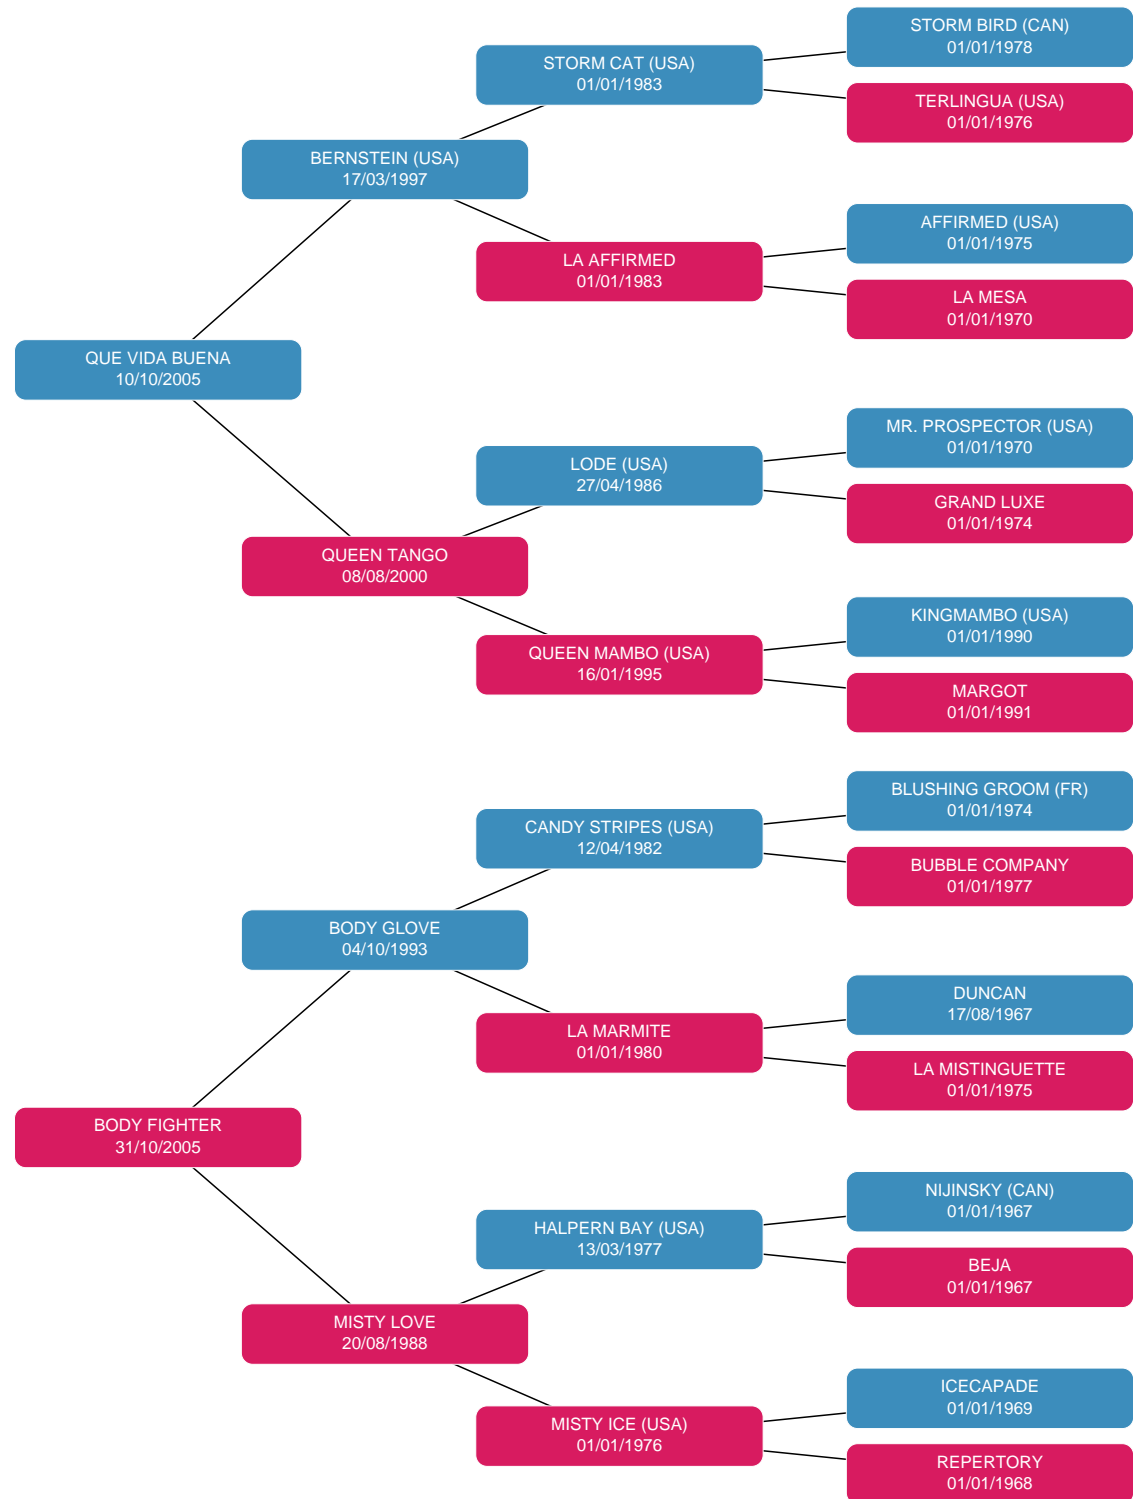 STORM BIRD (CAN)
01/01/1978
STORM CAT (USA)
01/01/1983
TERLINGUA (USA)
01/01/1976
BERNSTEIN (USA)
17/03/1997
AFFIRMED (USA)
01/01/1975
LA AFFIRMED
01/01/1983
LA MESA
01/01/1970
QUE VIDA BUENA
10/10/2005
MR. PROSPECTOR (USA)
01/01/1970
LODE (USA)
27/04/1986
GRAND LUXE
01/01/1974
QUEEN TANGO
08/08/2000
KINGMAMBO (USA)
01/01/1990
QUEEN MAMBO (USA)
16/01/1995
MARGOT
01/01/1991
BLUSHING GROOM (FR)
01/01/1974
CANDY STRIPES (USA)
12/04/1982
BUBBLE COMPANY
01/01/1977
BODY GLOVE
04/10/1993
DUNCAN
17/08/1967
LA MARMITE
01/01/1980
LA MISTINGUETTE
01/01/1975
BODY FIGHTER
31/10/2005
NIJINSKY (CAN)
01/01/1967
HALPERN BAY (USA)
13/03/1977
BEJA
01/01/1967
MISTY LOVE
20/08/1988
ICECAPADE
01/01/1969
MISTY ICE (USA)
01/01/1976
REPERTORY
01/01/1968